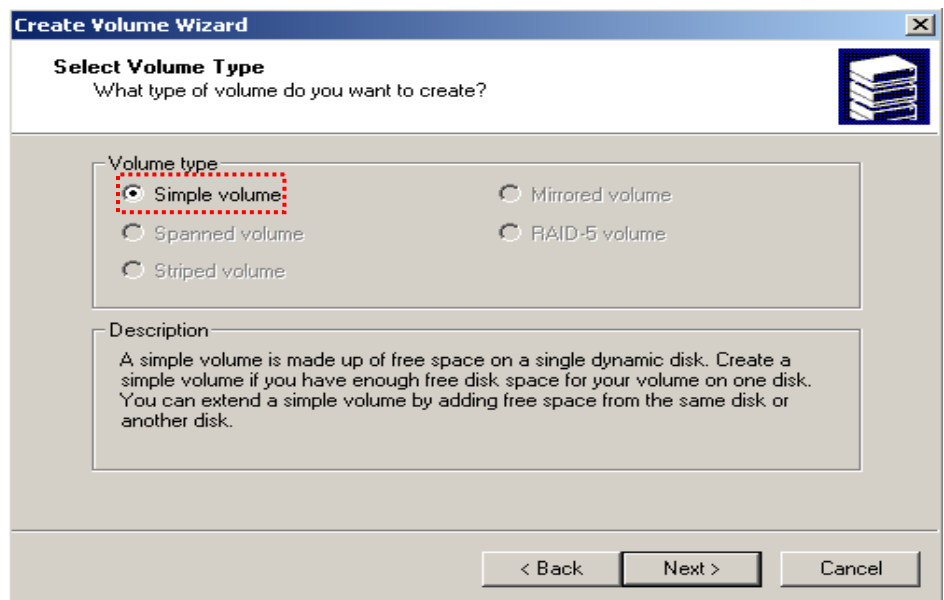 Create Volume Wizard
Select Volume Type
What type of volume do you want to create?
Volume type
Simple volume
Mirrored volume
Spanned volume
RAID-5 volume
Striped volume
Description
A simple volume is made up of free space on a single dynamic disk. Create a
simple volume if you have enough free disk space for your volume on one disk.
You can extend a simple volume by adding free space from the same disk or
another disk.
< Back
Next >
Cancel